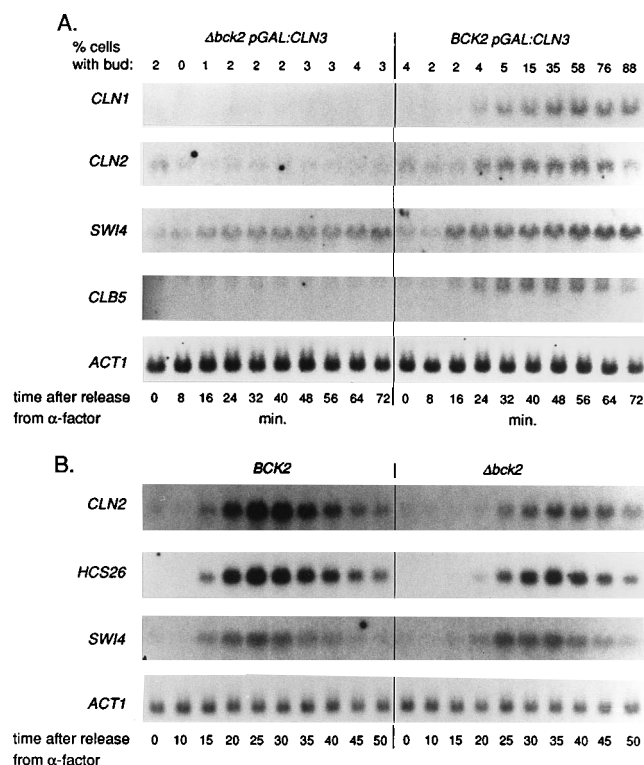 A.
Δbck2 pGAL:CLN3 BCK2 pGAL:CLN3
% cells
with bud: 2 0 1 2 2 2 3 3 4 3 4 2 2 4 5 15 35 58 76 88
CLN1
CLN2
SWI4
CLB5
ACT1
time after release 0 8 16 24 32 40 48 56 64 72 0 8 16 24 32 40 48 56 64 72
from α-factor min. min.
B.
BCK2 Δbck2
CLN2
HCS26
SWI4
ACT1
time after release 0 10 15 20 25 30 35 40 45 50 0 10 15 20 25 30 35 40 45 50
from α-factor